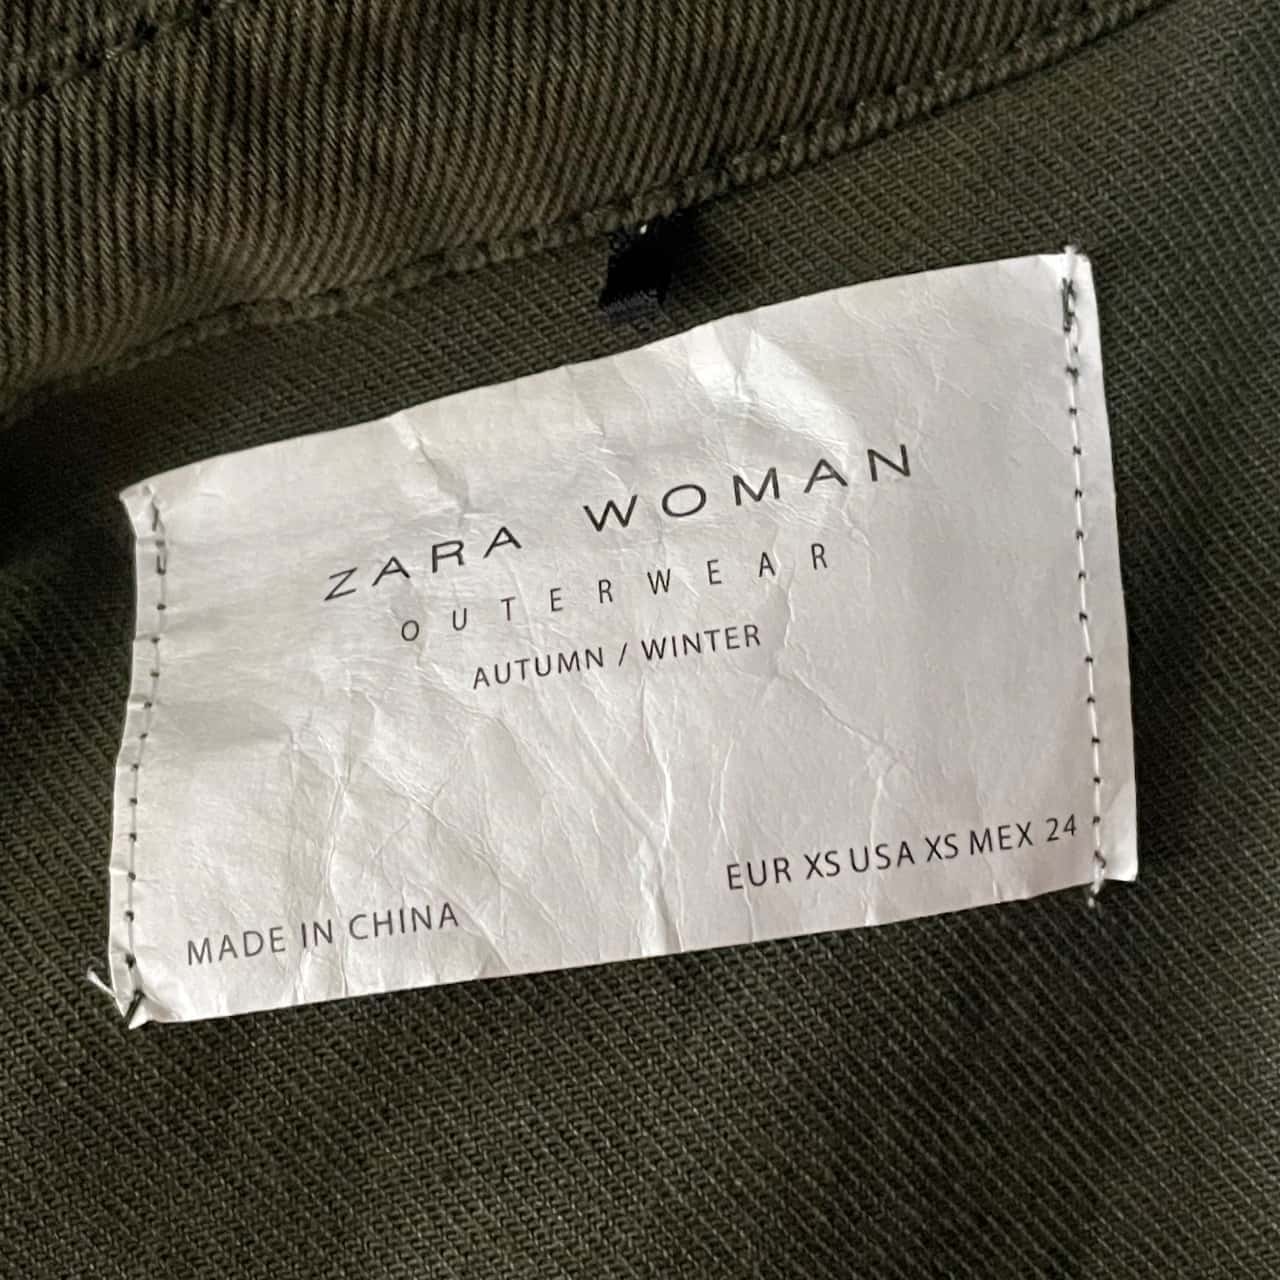 ZARA WOMAN
OUTERWEAR
AUTUMN / WINTER
EUR XS USA XS MEX 24
MADE IN CHINA